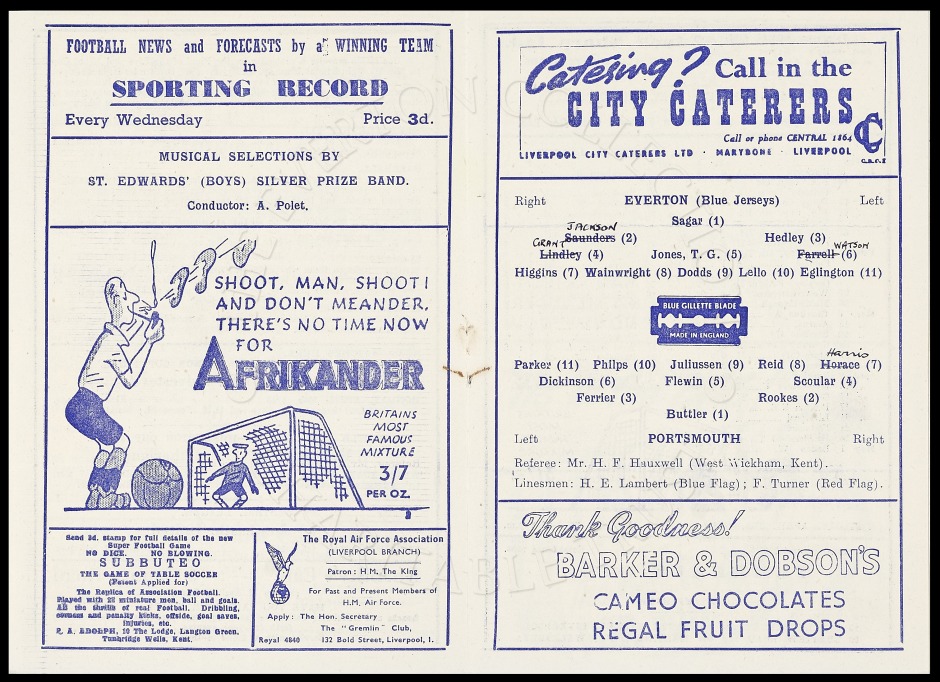 FOOTBALL NEWS and FORECASTS by a WINNING TEAM
in
SPORTING RECORD
Every Wednesday Price 3d.
MUSICAL SELECTIONS BY
ST. EDWARDS' (BOYS) SILVER PRIZE BAND.
Conductor: A. Polet.
SHOOT, MAN, SHOOT!
AND DON'T MEANDER,
THERE'S NO TIME NOW
FOR
AFRIKANDER
BRITAINS
MOST
FAMOUS
MIXTURE
3/7
PER OZ.
Send 3d. stamp for full details of the new
Super Football Game
NO DICE. NO BLOWING.
SUBBUTEO
THE GAME OF TABLE SOCCER
(Patent Applied for)
The Replica of Association Football.
Played with 22 miniature men, ball and goals.
All the thrills of real Football. Dribbling,
corners and penalty kicks, offside, goal saves,
injuries, etc.
P. A. ADOLPH, 10 The Lodge, Langton Green,
Tunbridge Wells, Kent.
The Royal Air Force Association
(LIVERPOOL BRANCH)
Patron: H.M. The King
For Past and Present Members of
H.M. Air Force.
Apply: The Hon. Secretary
The "Gremlin" Club,
Royal 4840 132 Bold Street, Liverpool, 1.
Catering? Call in the
CITY CATERERS
Call or phone CENTRAL 1864
LIVERPOOL CITY CATERERS LTD · MARYBONE · LIVERPOOL
Right EVERTON (Blue Jerseys) Left
Sagar (1)
JACKSON
Saunders (2) Hedley (3)
GRANT WATSON
Lindley (4) Jones, T. G. (5) Farrell (6)
Higgins (7) Wainwright (8) Dodds (9) Lello (10) Eglington (11)
BLUE GILLETTE BLADE
MADE IN ENGLAND
Harris
Parker (11) Philps (10) Juliussen (9) Reid (8) Horace (7)
Dickinson (6) Flewin (5) Scoular (4)
Ferrier (3) Rookes (2)
Buttler (1)
Left PORTSMOUTH Right
Referee: Mr. H. F. Hauxwell (West Wickham, Kent).
Linesmen: H. E. Lambert (Blue Flag); F. Turner (Red Flag).
Thank Goodness!
BARKER & DOBSON'S
CAMEO CHOCOLATES
REGAL FRUIT DROPS